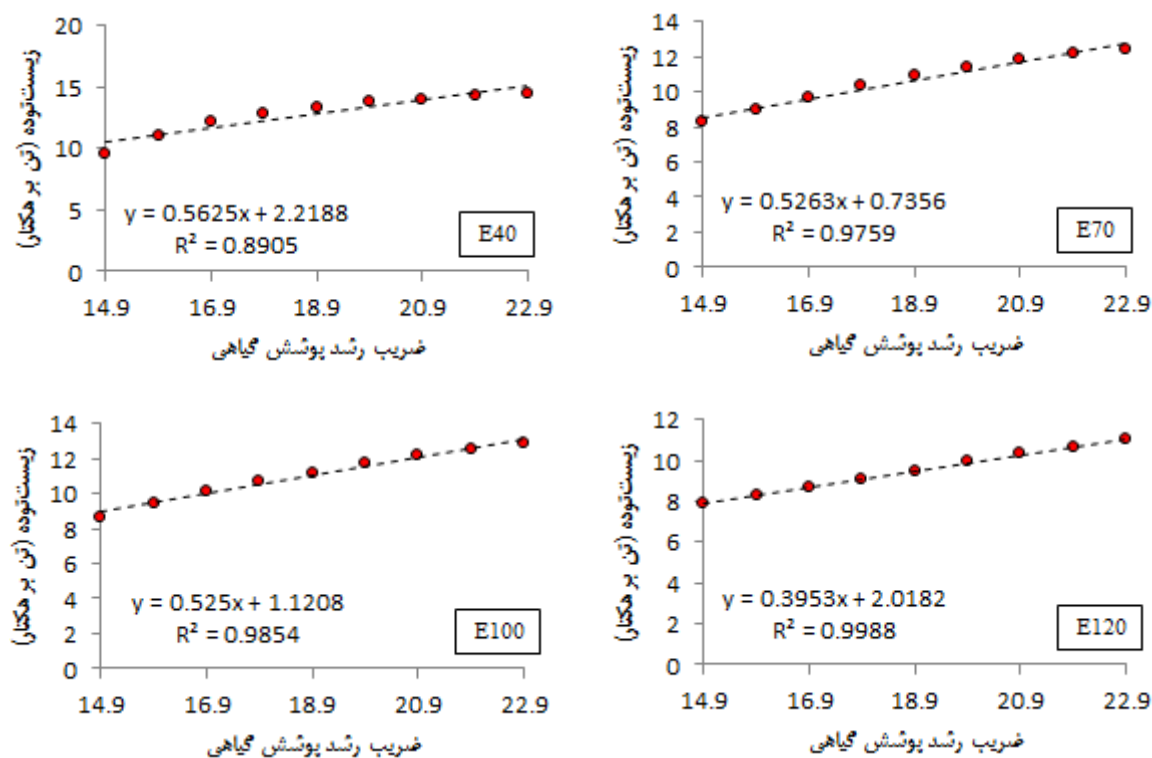 زیست‌توده (تن بر هکتار)
20
15
10
5
0
y = 0.5625x + 2.2188
R² = 0.8905
E40
14.9 16.9 18.9 20.9 22.9
ضریب رشد پوشش گیاهی
زیست‌توده (تن بر هکتار)
14
12
10
8
6
4
2
0
y = 0.5263x + 0.7356
R² = 0.9759
E70
14.9 16.9 18.9 20.9 22.9
ضریب رشد پوشش گیاهی
زیست‌توده (تن بر هکتار)
14
12
10
8
6
4
2
0
y = 0.525x + 1.1208
R² = 0.9854
E100
14.9 16.9 18.9 20.9 22.9
ضریب رشد پوشش گیاهی
زیست‌توده (تن بر هکتار)
12
10
8
6
4
2
0
y = 0.3953x + 2.0182
R² = 0.9988
E120
14.9 16.9 18.9 20.9 22.9
ضریب رشد پوشش گیاهی